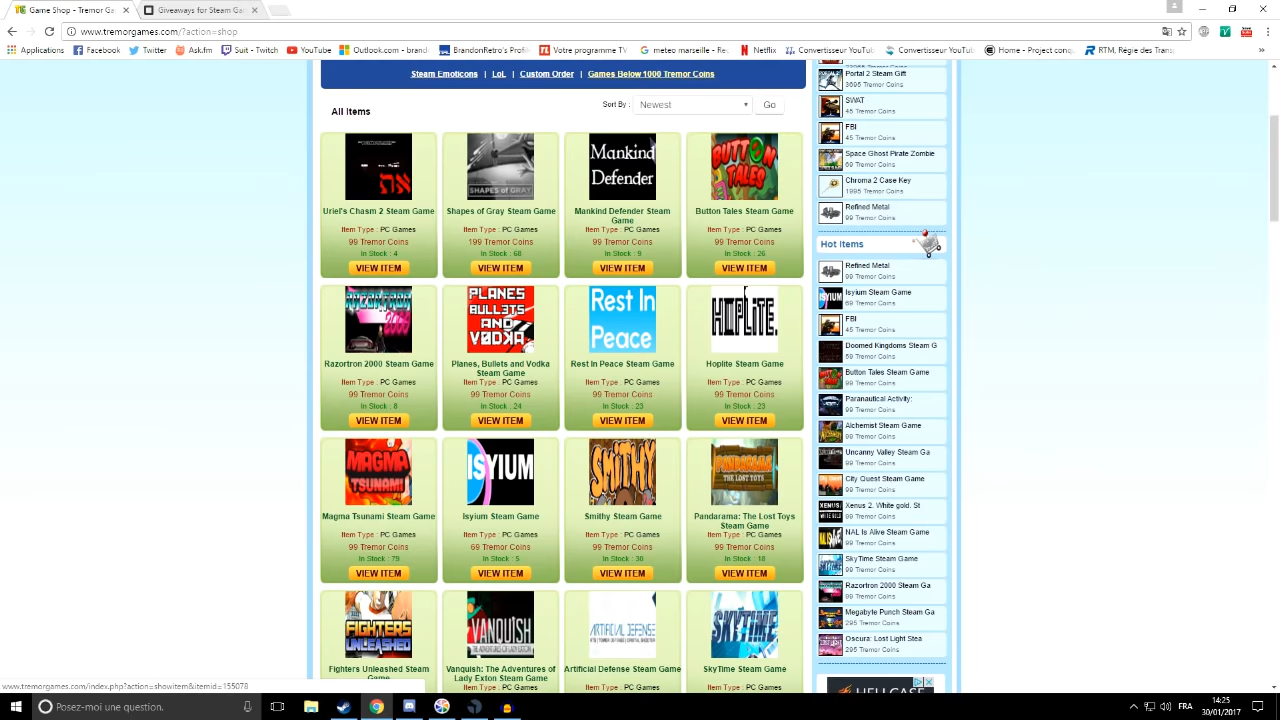 Game Shop - Tremor Games
Giveaways for Steam Ga
www.tremorgames.com/?action=shop
Applications
Facebook
Twitter
Ask.fm
Suit - Twitch
YouTube
Outlook.com - brand
BrandonRetro's Profi
Votre programme TV
meteo marseille - Re
Netflix
Convertisseur YouTu
Convertisseur YouTu
Home - Project conq
RTM, Régie des Trans
Steam Emoticons | LoL | Custom Order | Games Below 1000 Tremor Coins
All Items
Sort By : Newest Go
Uriel's Chasm 2 Steam Game
Item Type : PC Games
99 Tremor Coins
In Stock : 4
VIEW ITEM
SHAPES of GRAY
Shapes of Gray Steam Game
Item Type : PC Games
199 Tremor Coins
In Stock : 68
VIEW ITEM
Mankind
Defender
Mankind Defender Steam
Game
Item Type : PC Games
99 Tremor Coins
In Stock : 9
VIEW ITEM
BUTTON
TALES
Button Tales Steam Game
Item Type : PC Games
99 Tremor Coins
In Stock : 26
VIEW ITEM
RAZORTRON
2000
Razortron 2000 Steam Game
Item Type : PC Games
99 Tremor Coins
In Stock : 8
VIEW ITEM
PLANES
BULLETS
AND
VODKA
Planes, Bullets and Vodka
Steam Game
Item Type : PC Games
99 Tremor Coins
In Stock : 24
VIEW ITEM
Rest In
Peace
Rest In Peace Steam Game
Item Type : PC Games
99 Tremor Coins
In Stock : 23
VIEW ITEM
HOPLITE.
Hoplite Steam Game
Item Type : PC Games
99 Tremor Coins
In Stock : 23
VIEW ITEM
MAGMA
TSUNAMI
Magma Tsunami Steam Game
Item Type : PC Games
99 Tremor Coins
In Stock : 79
VIEW ITEM
ISYIUM
Isyium Steam Game
Item Type : PC Games
69 Tremor Coins
In Stock : 5
VIEW ITEM
SMITHY
Smithy Steam Game
Item Type : PC Games
99 Tremor Coins
In Stock : 30
VIEW ITEM
PANDARAMA
THE LOST TOYS
Pandarama: The Lost Toys
Steam Game
Item Type : PC Games
99 Tremor Coins
In Stock : 18
VIEW ITEM
FIGHTERS
UNLEASHED
Fighters Unleashed Steam
Game
VANQUISH
Vanquish: The Adventures of
Lady Exton Steam Game
Item Type : PC Games
ARTIFICIAL DEFENSE
Artificial Defense Steam Game
Item Type : PC Games
SKYTIME
SkyTime Steam Game
Item Type : PC Games
Portal 2 Steam Gift
3695 Tremor Coins
SWAT
45 Tremor Coins
FBI
45 Tremor Coins
Space Ghost Pirate Zombie
69 Tremor Coins
Chroma 2 Case Key
1995 Tremor Coins
Refined Metal
99 Tremor Coins
Hot Items
Refined Metal
99 Tremor Coins
Isyium Steam Game
69 Tremor Coins
FBI
45 Tremor Coins
Doomed Kingdoms Steam G
59 Tremor Coins
Button Tales Steam Game
99 Tremor Coins
Paranautical Activity:
99 Tremor Coins
Alchemist Steam Game
99 Tremor Coins
Uncanny Valley Steam Ga
99 Tremor Coins
City Quest Steam Game
99 Tremor Coins
Xenus 2. White gold. St
99 Tremor Coins
NAL Is Alive Steam Game
99 Tremor Coins
SkyTime Steam Game
99 Tremor Coins
Razortron 2000 Steam Ga
99 Tremor Coins
Megabyte Punch Steam Ga
295 Tremor Coins
Oscura: Lost Light Stea
295 Tremor Coins
HELLCASE
www.tremorgames.com/index.php?action=showitem&itemid=155078
Posez-moi une question.
FRA
14:25
30/01/2017